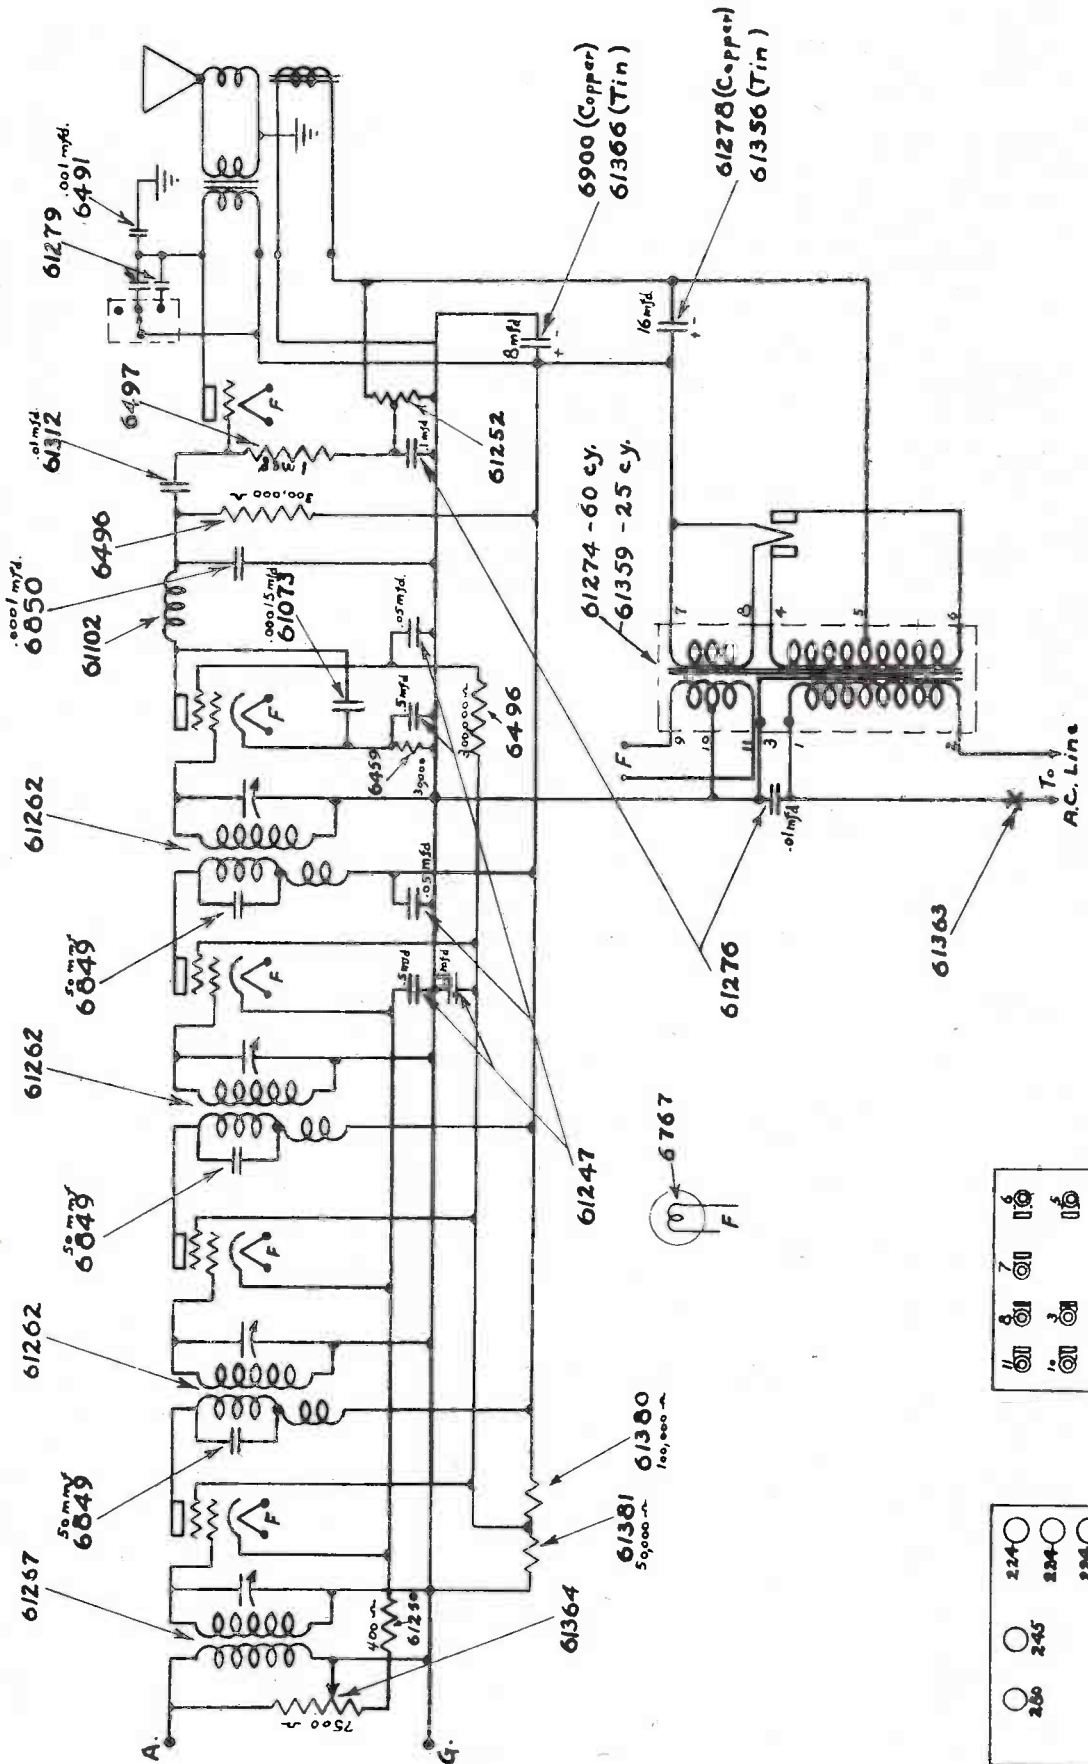 A.
G.
61267
7500 Ω
400 Ω
61250
61364
50 mmf
6849
61262
61381
50,000 Ω
61380
100,000 Ω
50 mmf
6849
61262
50 mmf
6849
61262
.5 mfd
.05 mfd
61247
6767
F
F
F
F
F
F
6459
.5 mfd
.05 mfd
300,000 Ω
6496
.00015 mfd
61073
61102
.0001 mfd.
6850
6496
300,000 Ω
.01 mfd.
61312
6497
.1 mfd
61252
61279
.001 mfd.
6491
8 mfd
+ -
6900 (Copper)
61366 (Tin)
16 mfd
+ -
61278 (Copper)
61356 (Tin)
61274 - 60 cy.
61359 - 25 cy.
F
9
10
11
3
1
2
7
8
4
5
6
.01 mfd
61276
61363
To
A.C. Line
11
8
7
6
10
3
5
280
245
224
224
224